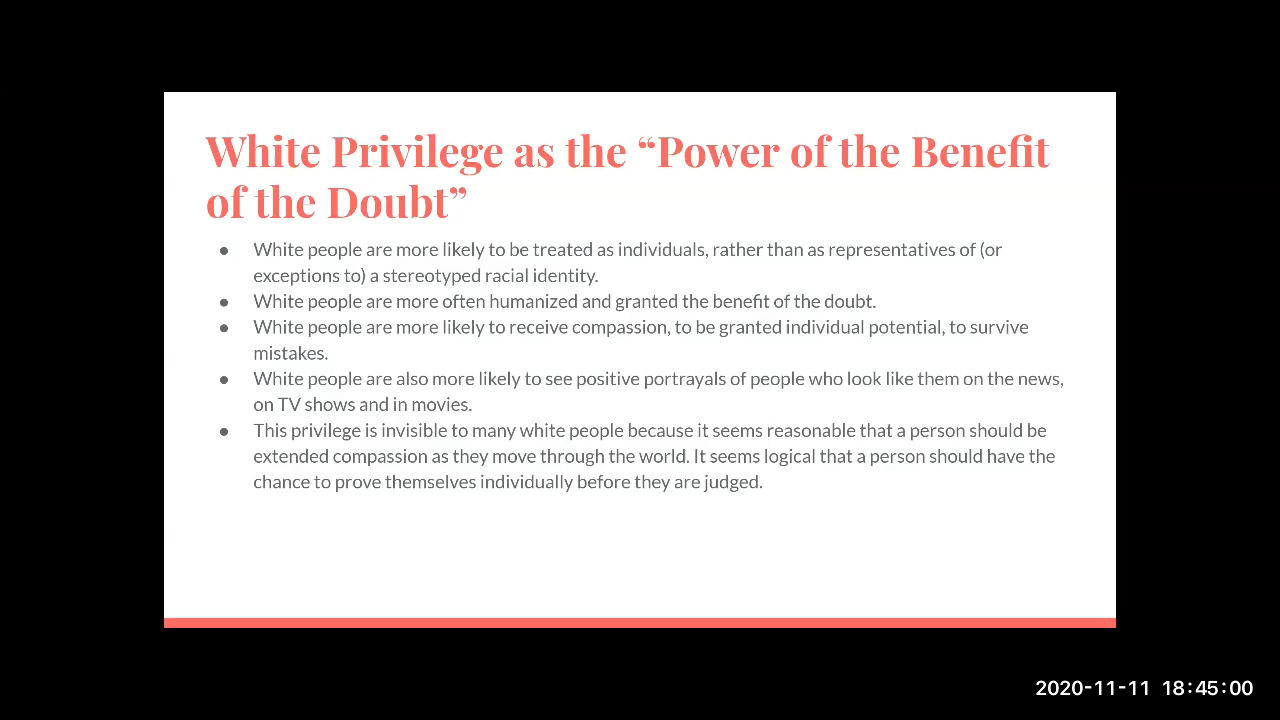 White Privilege as the “Power of the Benefit
of the Doubt”
● White people are more likely to be treated as individuals, rather than as representatives of (or
exceptions to) a stereotyped racial identity.
● White people are more often humanized and granted the benefit of the doubt.
● White people are more likely to receive compassion, to be granted individual potential, to survive
mistakes.
● White people are also more likely to see positive portrayals of people who look like them on the news,
on TV shows and in movies.
● This privilege is invisible to many white people because it seems reasonable that a person should be
extended compassion as they move through the world. It seems logical that a person should have the
chance to prove themselves individually before they are judged.
2020-11-11 18:45:00